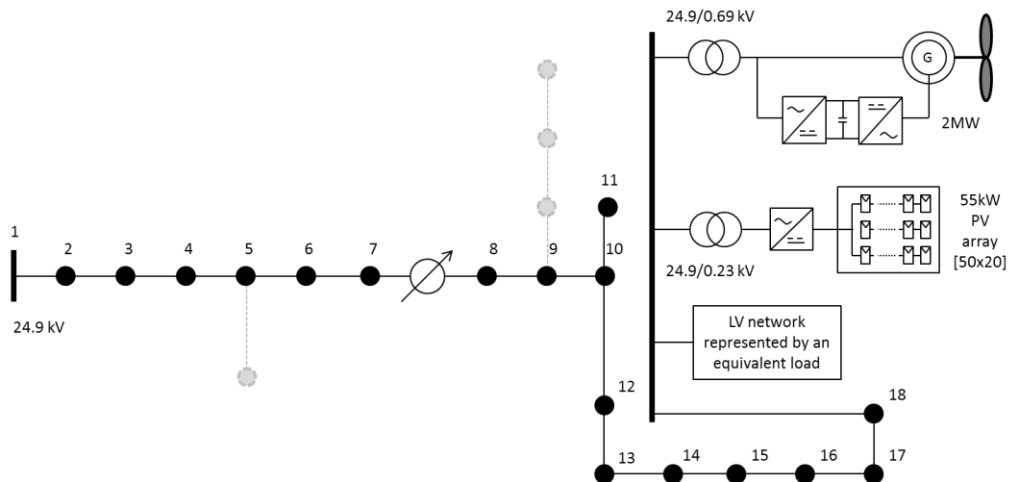 24.9/0.69 kV
G
2MW
11
1
2
3
4
5
6
7
8
9
10
24.9 kV
24.9/0.23 kV
55kW
PV
array
[50x20]
LV network
represented by an
equivalent load
12
18
13
14
15
16
17